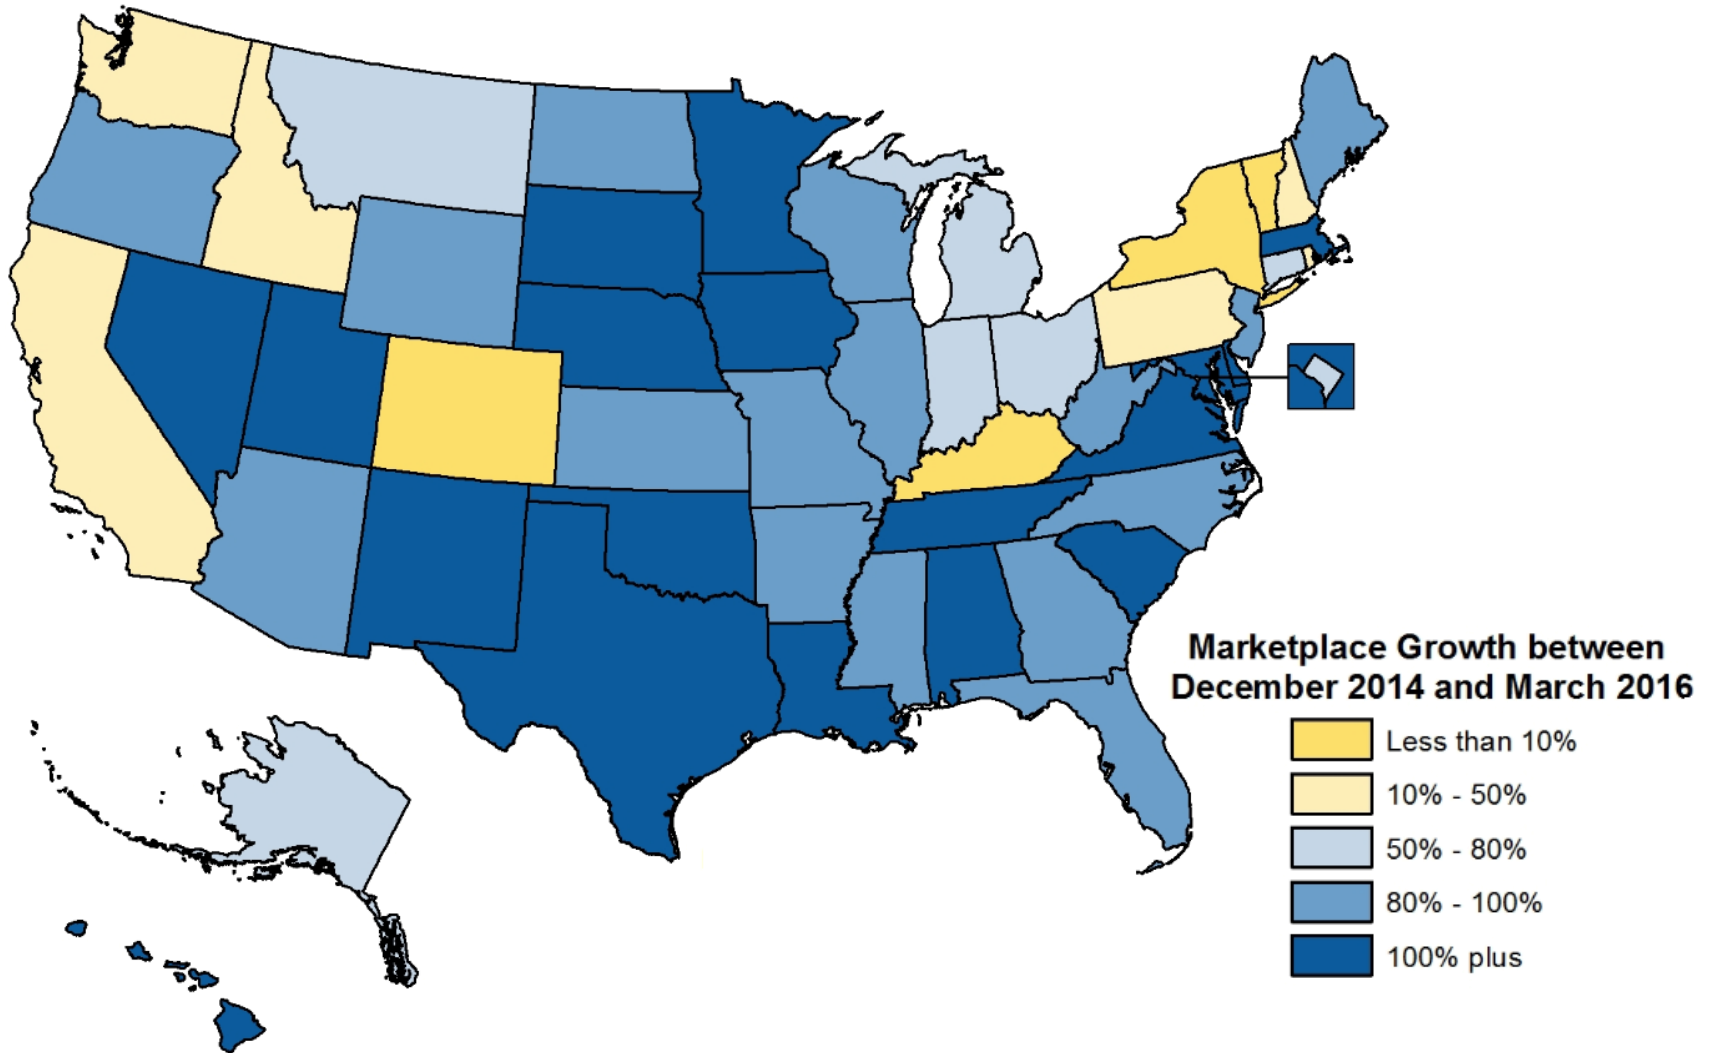 Marketplace Growth between
December 2014 and March 2016
Less than 10%
10% - 50%
50% - 80%
80% - 100%
100% plus